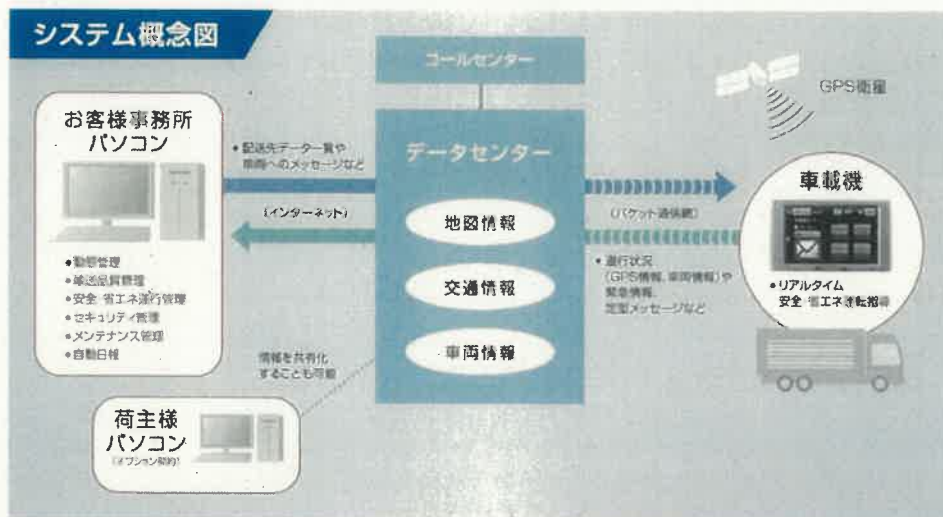 システム概念図
コールセンター
GPS衛星
お客様事務所
パソコン
●動態管理
●輸送品質管理
●安全・省エネ運行管理
●セキュリティ管理
●メンテナンス管理
●自動日報
●配送先データ一覧や
車両へのメッセージなど
(インターネット)
データセンター
地図情報
交通情報
車両情報
(パケット通信網)
●運行状況
(GPS情報、車両情報)や
緊急情報、
定型メッセージなど
車載機
●リアルタイム
安全・省エネ運転指導
情報を共有化
することも可能
荷主様
パソコン
(オプション契約)